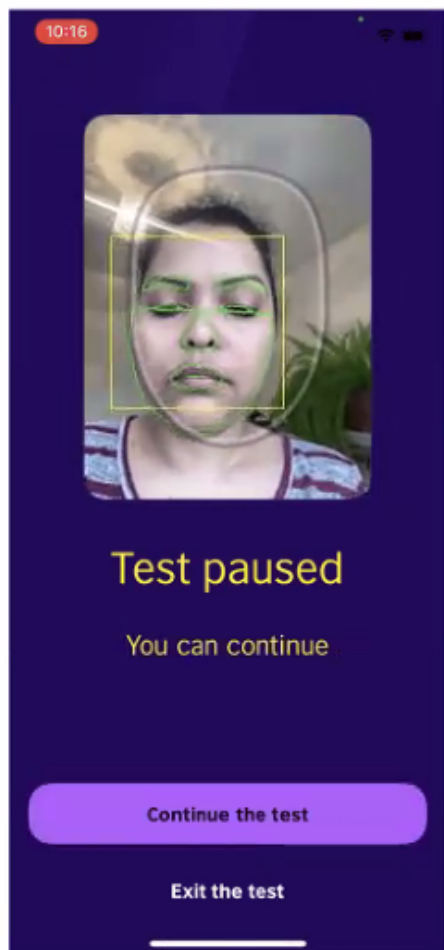 10:16
Test paused
You can continue
Continue the test
Exit the test